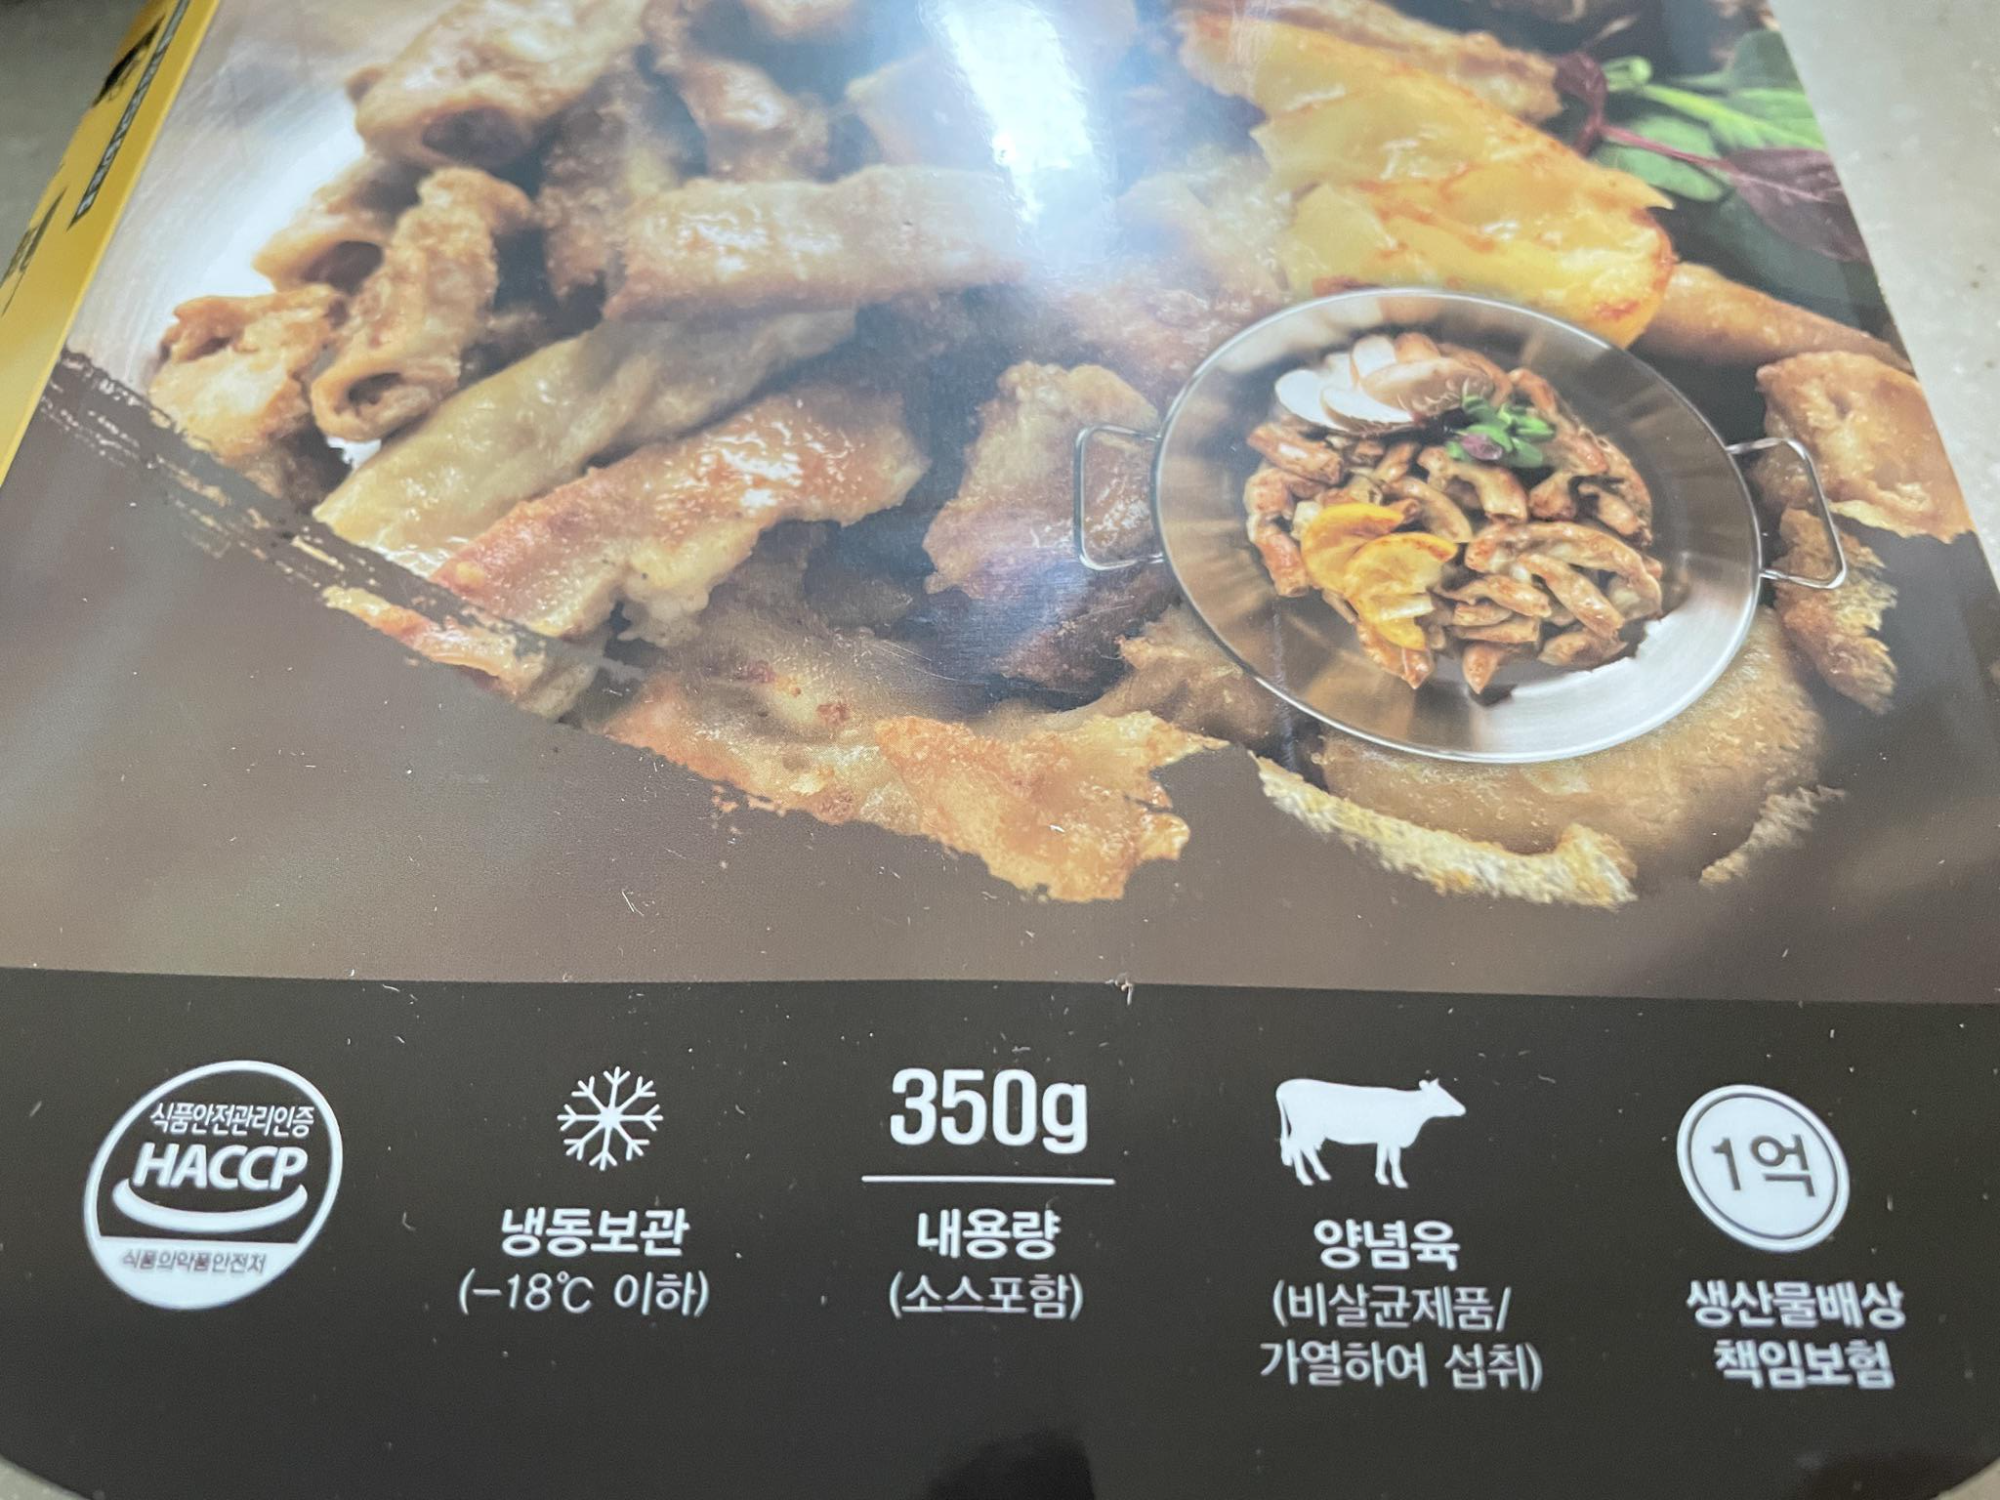 식품안전관리인증
HACCP
식품의약품안전처
냉동보관
(-18℃ 이하)
350g
내용량
(소스포함)
양념육
(비살균제품/
가열하여 섭취)
1억
생산물배상
책임보험